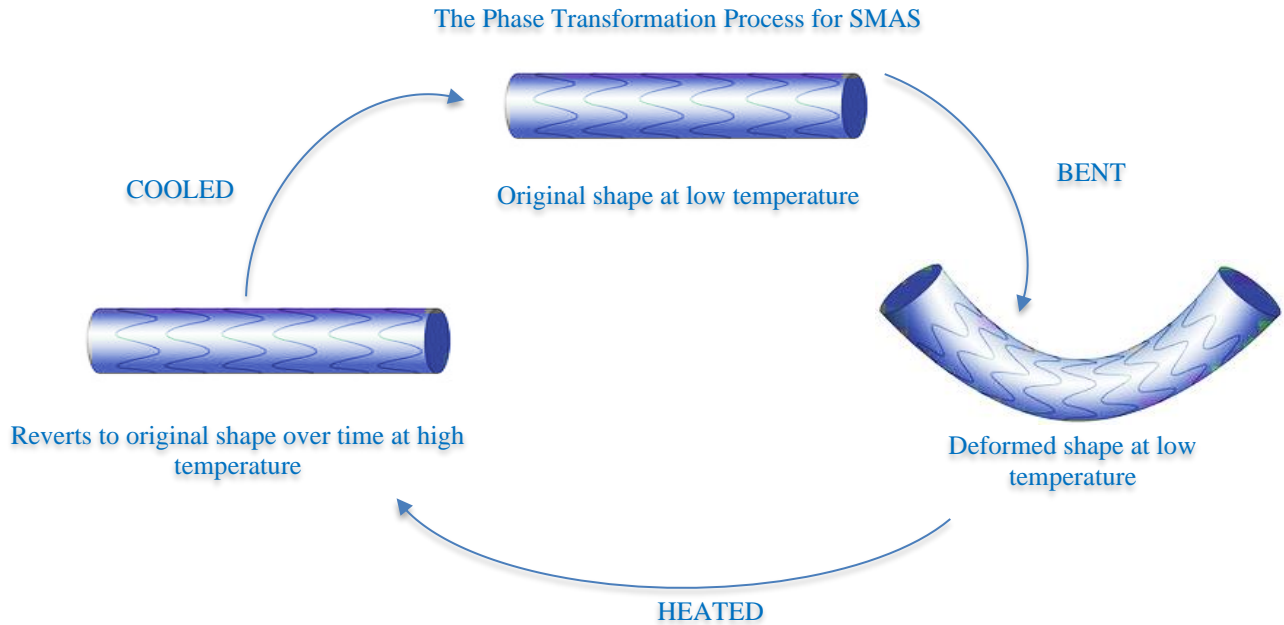 The Phase Transformation Process for SMAS
COOLED
BENT
Original shape at low temperature
Reverts to original shape over time at high
temperature
Deformed shape at low
temperature
HEATED